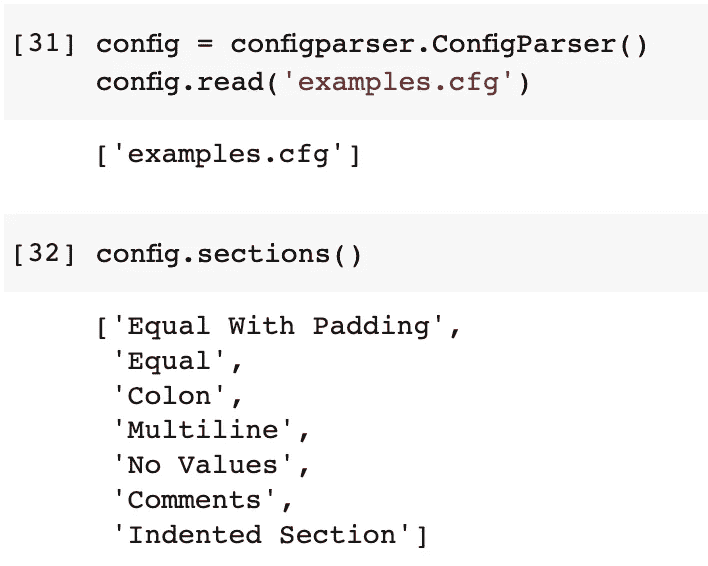 [31] config = configparser.ConfigParser()
config.read('examples.cfg')
['examples.cfg']
[32] config.sections()
['Equal With Padding',
'Equal',
'Colon',
'Multiline',
'No Values',
'Comments',
'Indented Section']